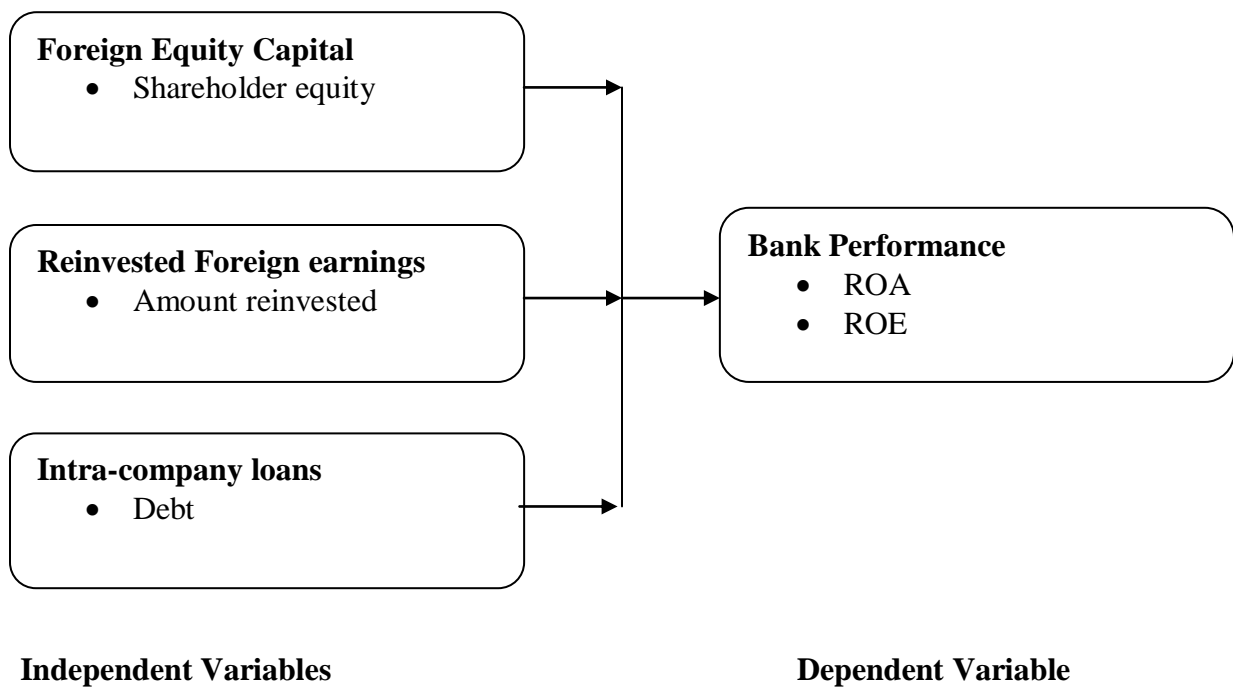 Foreign Equity Capital
• Shareholder equity
Reinvested Foreign earnings
• Amount reinvested
Bank Performance
• ROA
• ROE
Intra-company loans
• Debt
Independent Variables
Dependent Variable